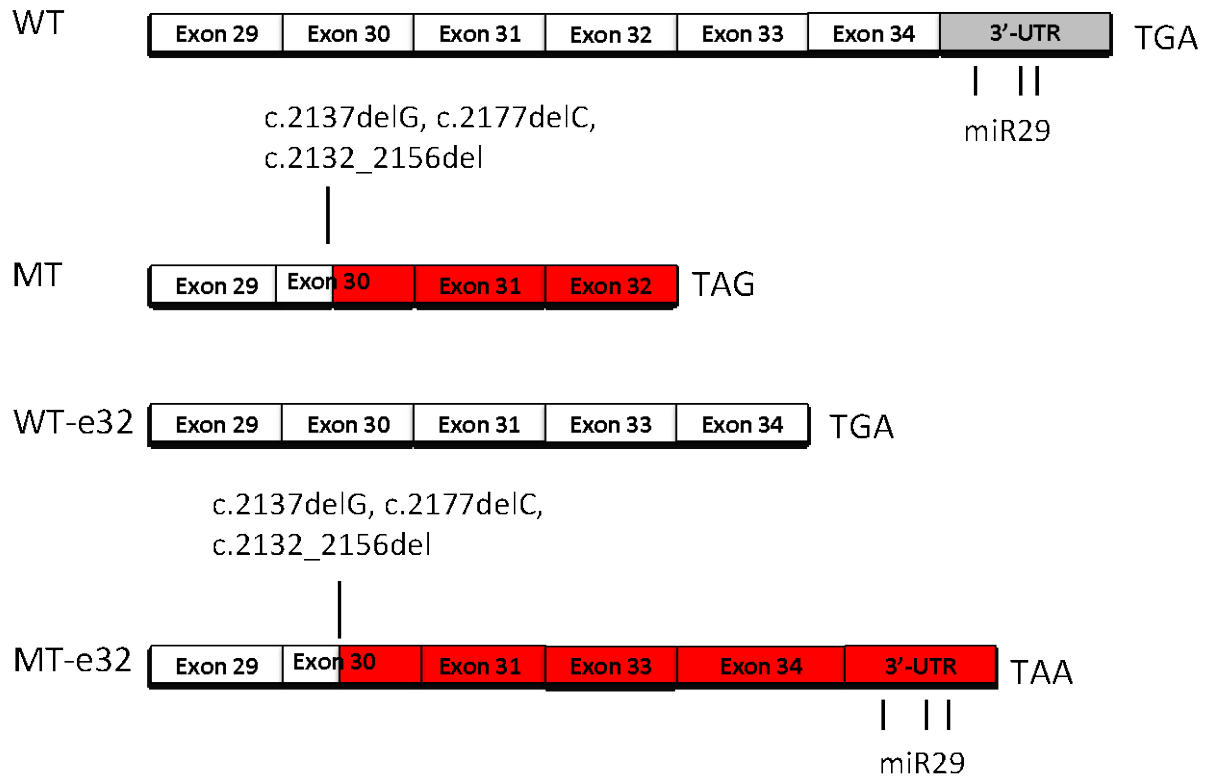 WT Exon 29 Exon 30 Exon 31 Exon 32 Exon 33 Exon 34 3’-UTR TGA
miR29
c.2137delG, c.2177delC,
c.2132_2156del
MT Exon 29 Exon 30 Exon 31 Exon 32 TAG
WT-e32 Exon 29 Exon 30 Exon 31 Exon 33 Exon 34 TGA
c.2137delG, c.2177delC,
c.2132_2156del
MT-e32 Exon 29 Exon 30 Exon 31 Exon 33 Exon 34 3’-UTR TAA
miR29